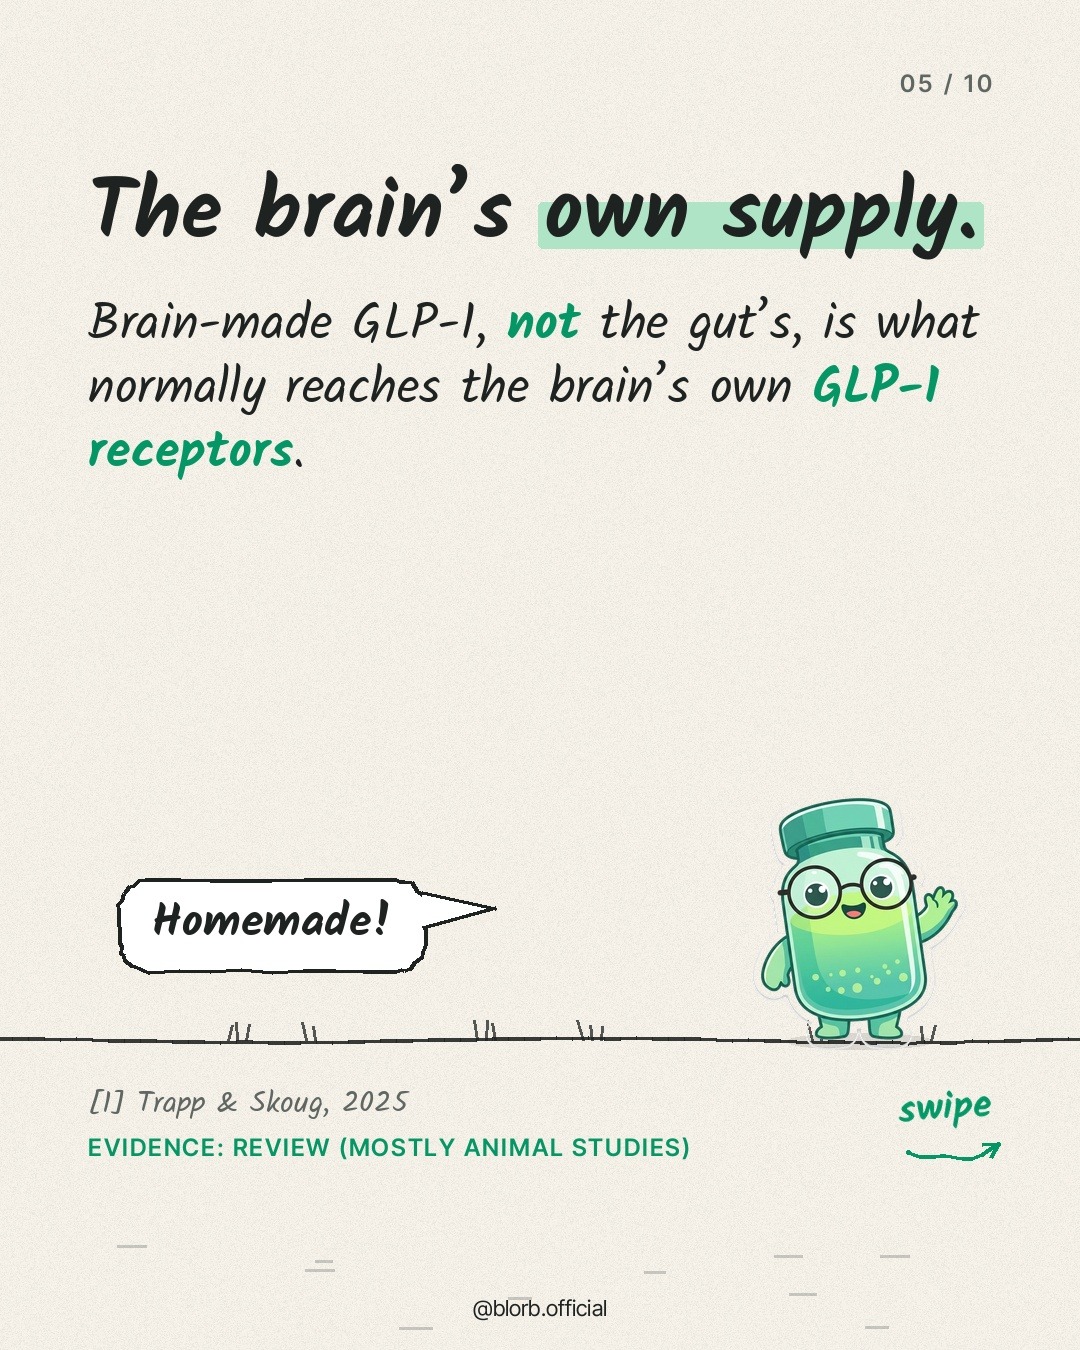 05 / 10
The brain’s own supply.
Brain-made GLP-1, not the gut’s, is what
normally reaches the brain’s own GLP-1
receptors.
Homemade!
[1] Trapp & Skoug, 2025
swipe
EVIDENCE: REVIEW (MOSTLY ANIMAL STUDIES)
@blorb.official